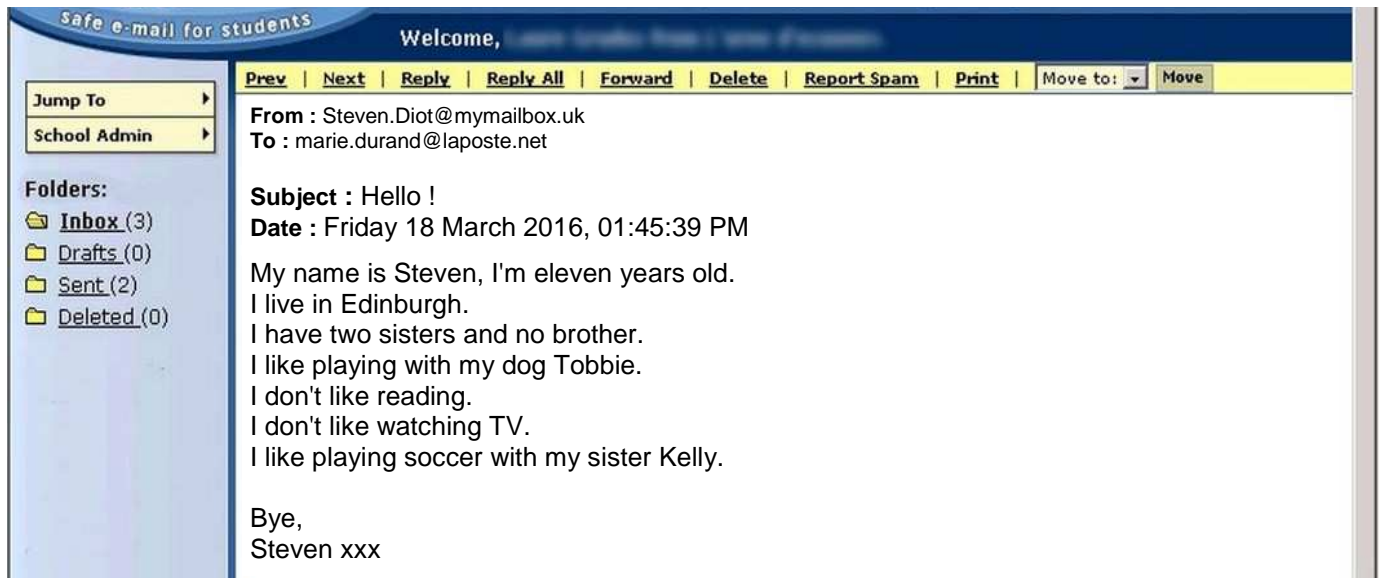 safe e-mail for students
Welcome,
Prev | Next | Reply | Reply All | Forward | Delete | Report Spam | Print | Move to: Move
Jump To
School Admin
From : Steven.Diot@mymailbox.uk
To : marie.durand@laposte.net
Folders:
Inbox (3)
Drafts (0)
Sent (2)
Deleted (0)
Subject : Hello !
Date : Friday 18 March 2016, 01:45:39 PM
My name is Steven, I'm eleven years old.
I live in Edinburgh.
I have two sisters and no brother.
I like playing with my dog Tobbie.
I don't like reading.
I don't like watching TV.
I like playing soccer with my sister Kelly.
Bye,
Steven xxx